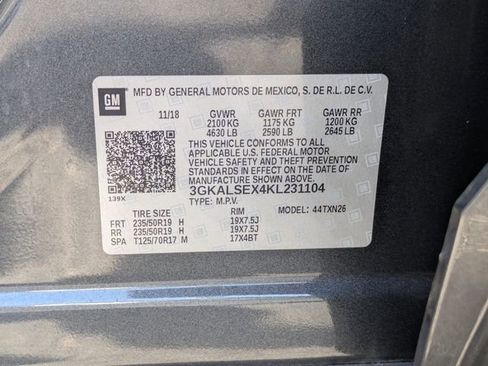 GM
MFD BY GENERAL MOTORS DE MEXICO, S. DE R.L. DE C.V.
11/18 GVWR GAWR FRT GAWR RR
2100 KG 1175 KG 1200 KG
4630 LB 2590 LB 2645 LB
THIS VEHICLE CONFORMS TO ALL
APPLICABLE U.S. FEDERAL MOTOR
VEHICLE SAFETY AND THEFT PREVENTION
STANDARDS IN EFFECT ON THE DATE OF
MANUFACTURE SHOWN ABOVE.
139X
3GKALSEX4KL231104
TYPE: M.P.V. MODEL: 44TXN26
TIRE SIZE RIM
FRT 235/50R19 H 19X7.5J
RR 235/50R19 H 19X7.5J
SPA T125/70R17 M 17X4BT